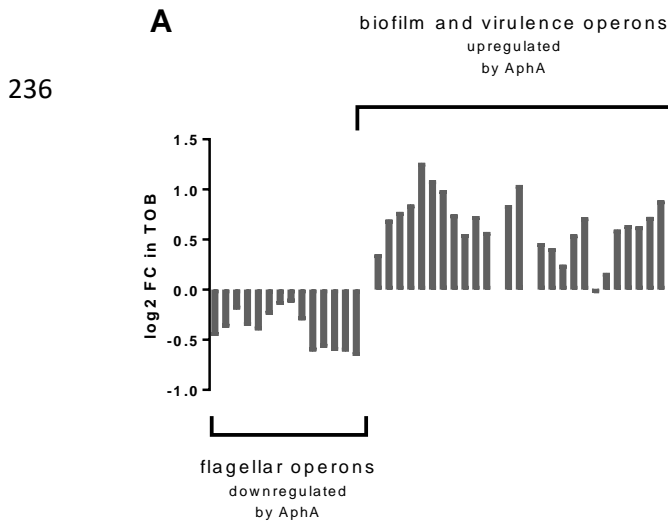 A
biofilm and virulence operons
upregulated
by AphA
236
1.5
1.0
0.5
0.0
-0.5
-1.0
log2 FC in TOB
flagellar operons
downregulated
by AphA